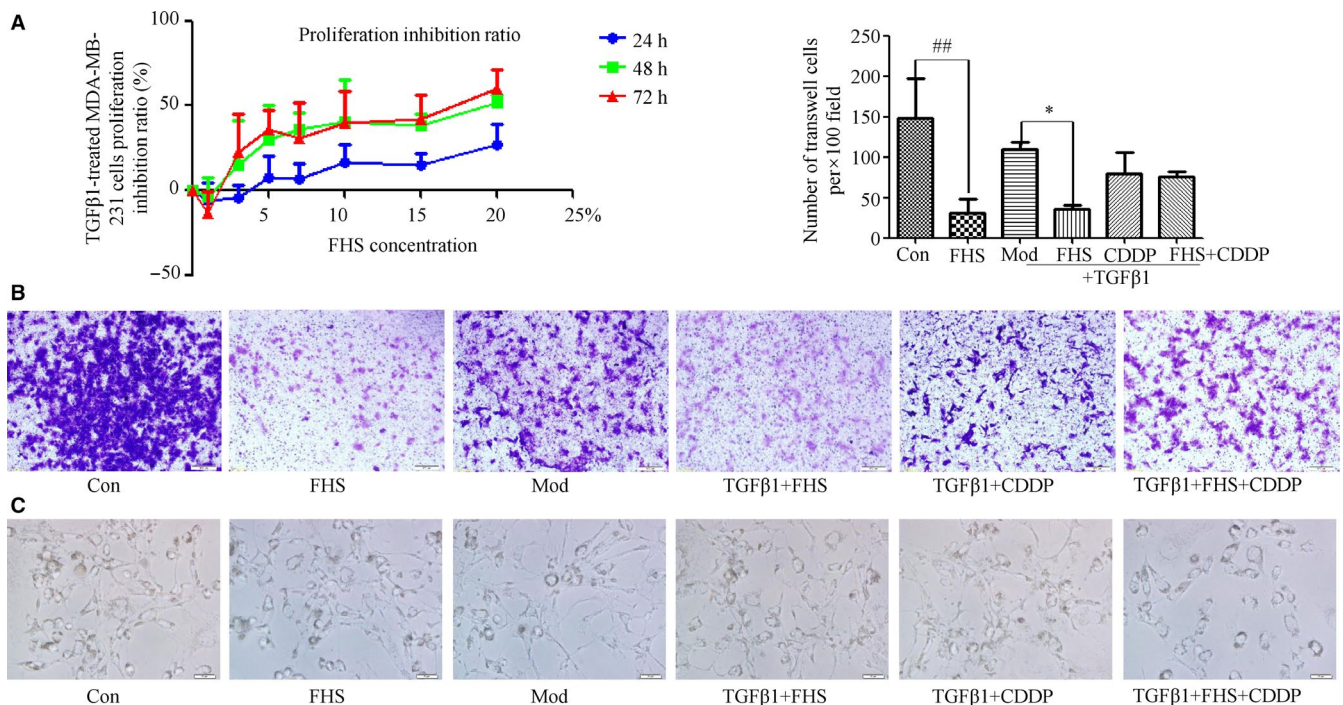 A
Proliferation inhibition ratio
TGFβ1-treated MDA-MB-
231 cells proliferation
inhibition ratio (%)
100
50
0
−50
5
10
15
20
25%
FHS concentration
24 h
48 h
72 h
Number of transwell cells
per×100 field
250
200
150
100
50
0
##
*
Con
FHS
Mod
FHS
CDDP
FHS+CDDP
+TGFβ1
B
Con
FHS
Mod
TGFβ1+FHS
TGFβ1+CDDP
TGFβ1+FHS+CDDP
C
Con
FHS
Mod
TGFβ1+FHS
TGFβ1+CDDP
TGFβ1+FHS+CDDP